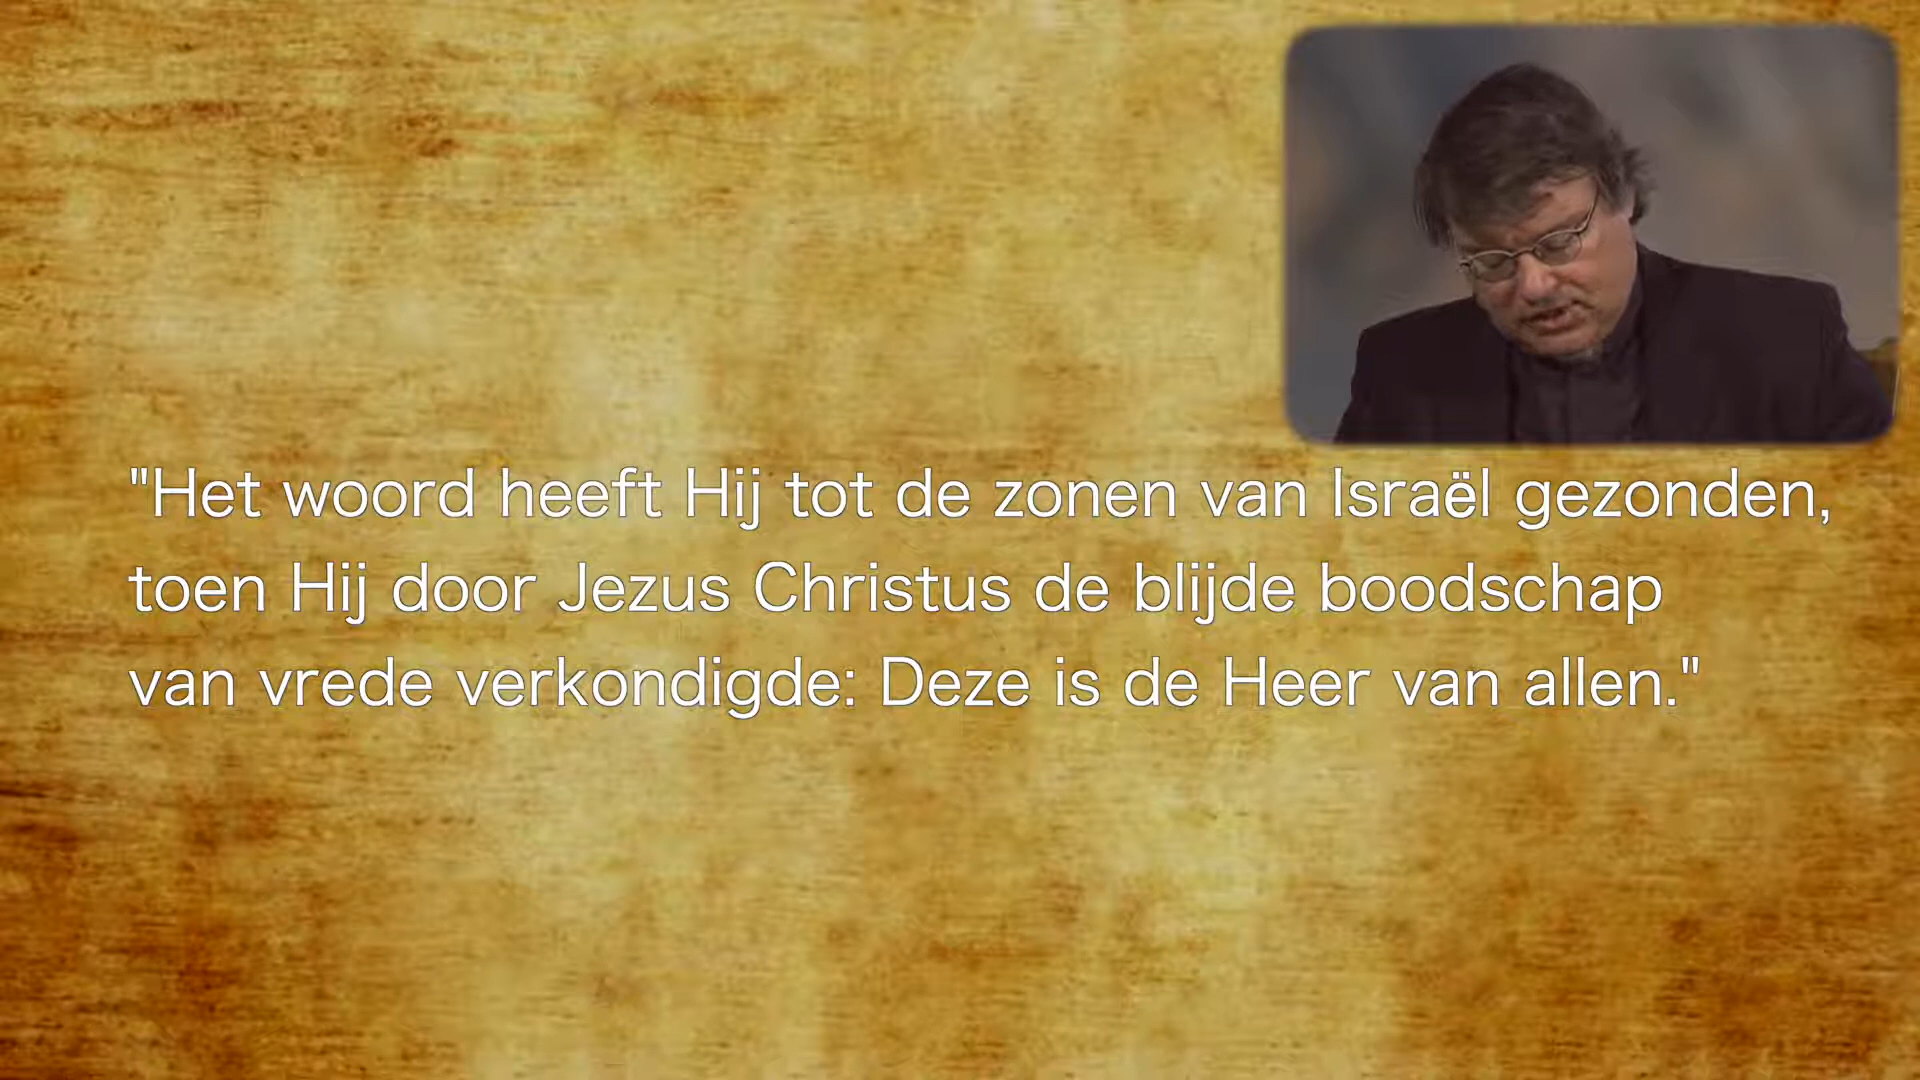 "Het woord heeft Hij tot de zonen van Israël gezonden,
toen Hij door Jezus Christus de blijde boodschap
van vrede verkondigde: Deze is de Heer van allen."